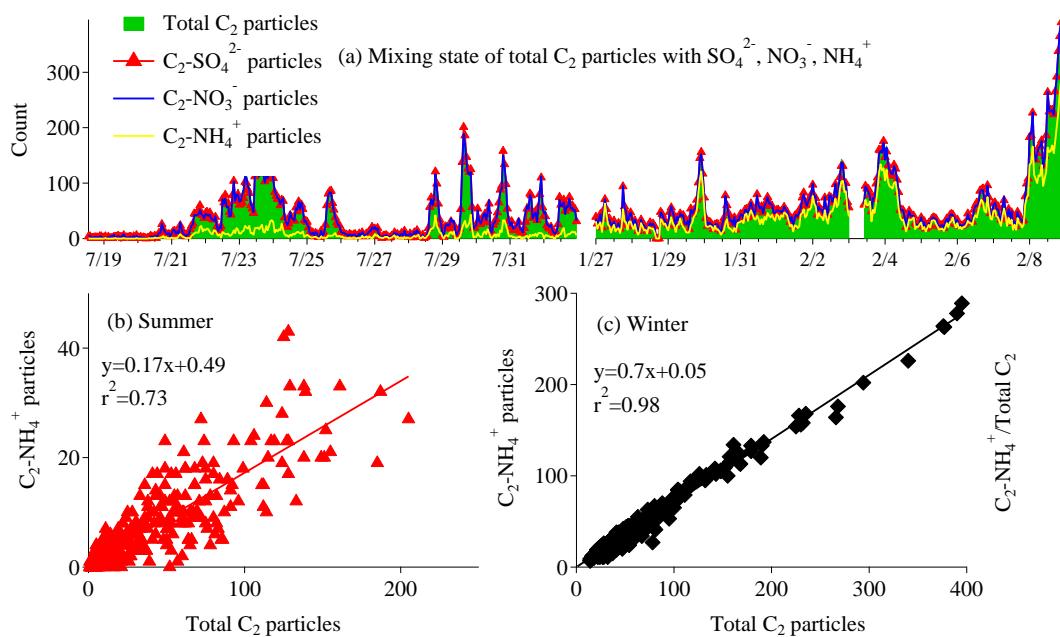 Total C₂ particles
C₂-SO₄²⁻ particles
C₂-NO₃⁻ particles
C₂-NH₄⁺ particles
(a) Mixing state of total C₂ particles with SO₄²⁻, NO₃⁻, NH₄⁺
Count
300
200
100
0
7/19 7/21 7/23 7/25 7/27 7/29 7/31 1/27 1/29 1/31 2/2 2/4 2/6 2/8
(b) Summer
y=0.17x+0.49
r²=0.73
C₂-NH₄⁺ particles
40
20
0
0 100 200
Total C₂ particles
(c) Winter
y=0.7x+0.05
r²=0.98
C₂-NH₄⁺ particles
300
200
100
0
0 100 200 300 400
Total C₂ particles
C₂-NH₄⁺/Total C₂